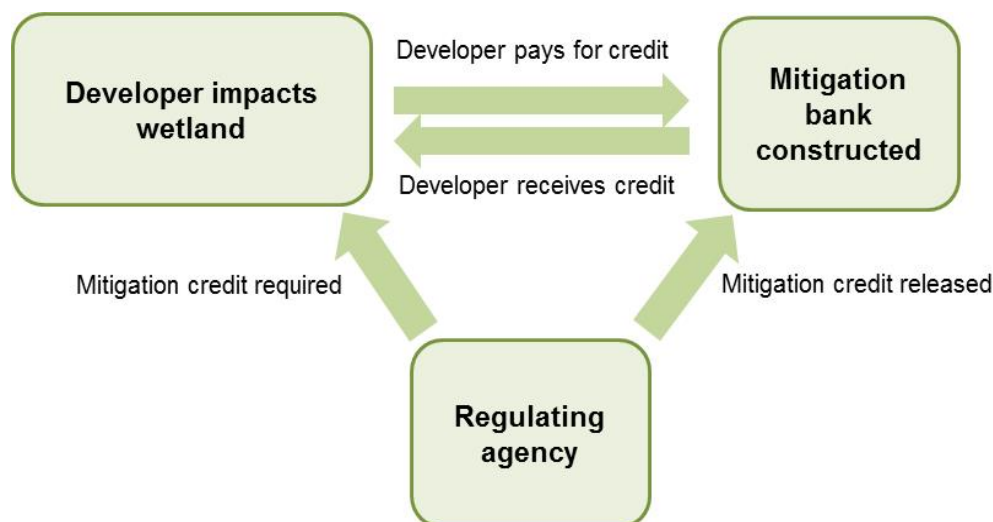 Developer pays for credit
Developer impacts
wetland
Mitigation
bank
constructed
Developer receives credit
Mitigation credit required
Mitigation credit released
Regulating
agency